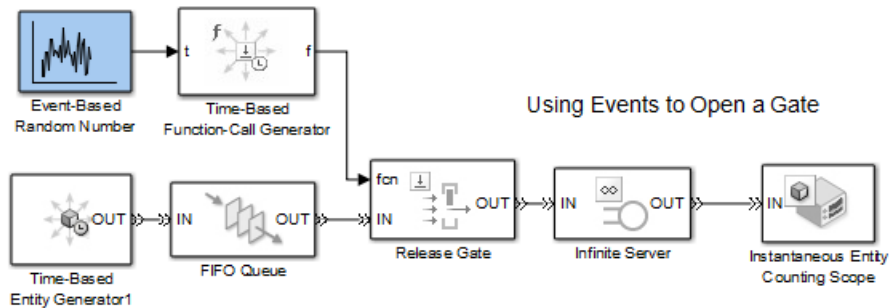 t
f
Event-Based
Random Number
Time-Based
Function-Call Generator
Using Events to Open a Gate
OUT
IN
OUT
fcn
IN
OUT
IN
OUT
IN
Time-Based
Entity Generator1
FIFO Queue
Release Gate
Infinite Server
Instantaneous Entity
Counting Scope